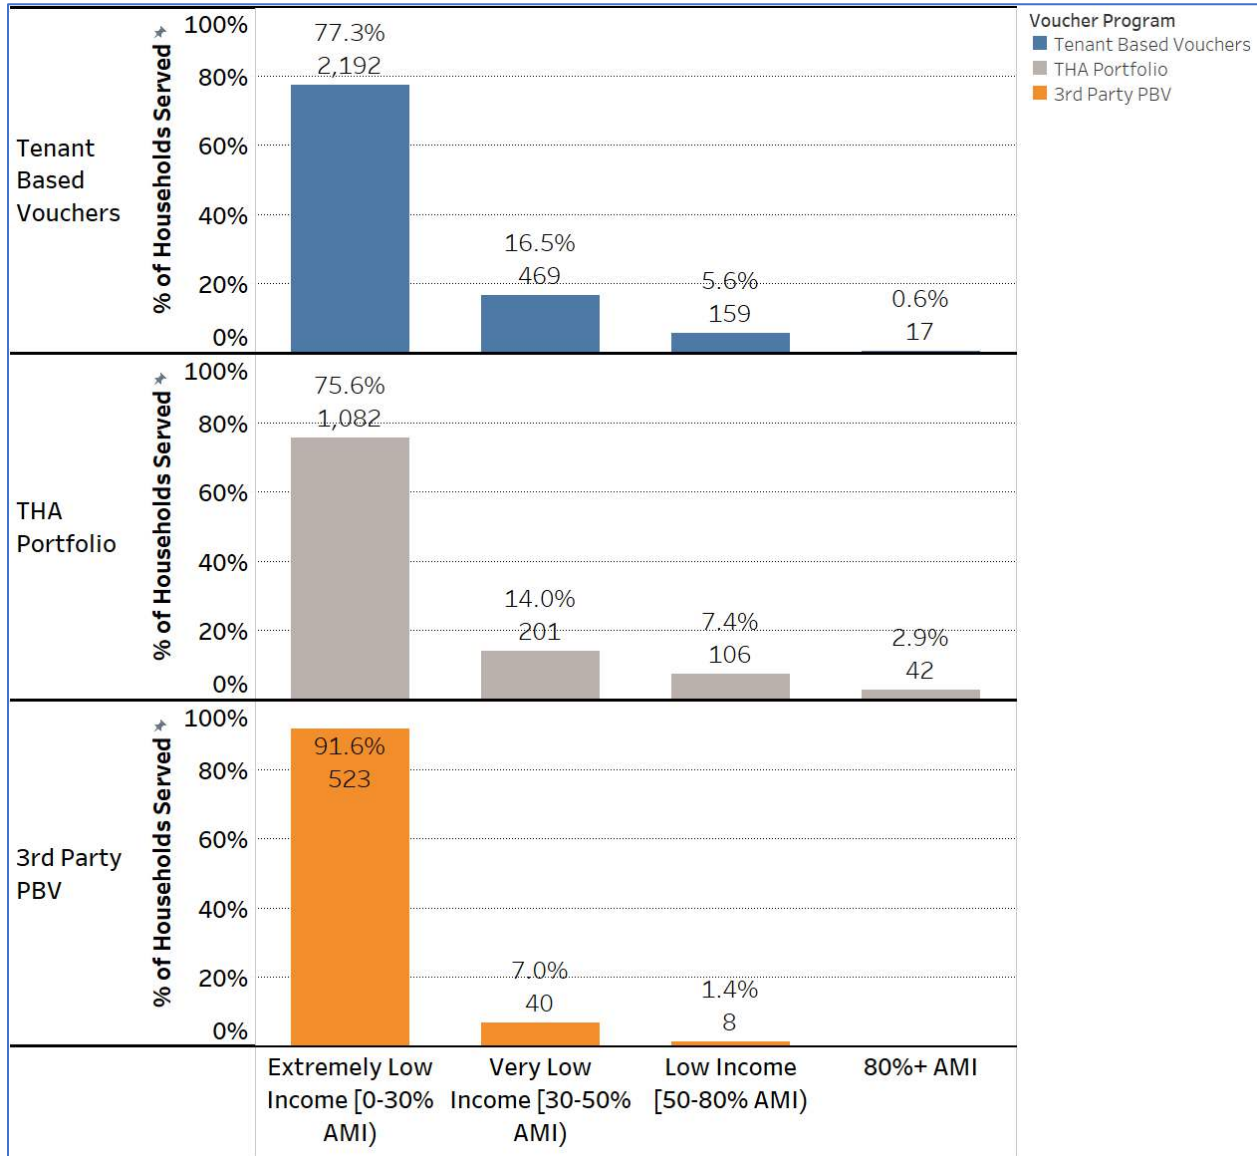 Voucher Program
Tenant Based Vouchers
THA Portfolio
3rd Party PBV
Tenant
Based
Vouchers
% of Households Served
100%
80%
60%
40%
20%
0%
77.3%
2,192
16.5%
469
5.6%
159
0.6%
17
THA
Portfolio
% of Households Served
100%
80%
60%
40%
20%
0%
75.6%
1,082
14.0%
201
7.4%
106
2.9%
42
3rd Party
PBV
% of Households Served
100%
80%
60%
40%
20%
0%
91.6%
523
7.0%
40
1.4%
8
Extremely Low
Income [0-30%
AMI)
Very Low
Income [30-50%
AMI)
Low Income
[50-80% AMI)
80%+ AMI